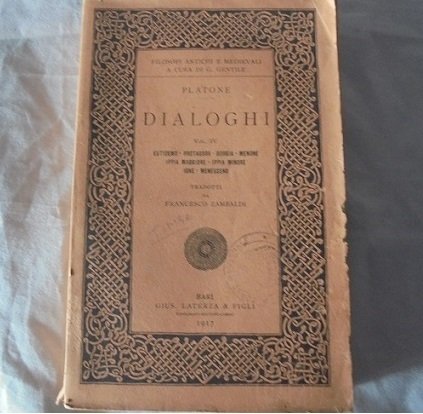 FILOSOFI ANTICHI E MEDIEVALI
A CURA DI G. GENTILE
PLATONE
DIALOGHI
VOL. IV
EUTIDEMO - PROTAGORA - GORGIA - MENONE
IPPIA MAGGIORE - IPPIA MINORE
IONE - MENESSENO
TRADOTTI
DA
FRANCESCO ZAMBALDI
BARI
GIUS. LATERZA & FIGLI
1917